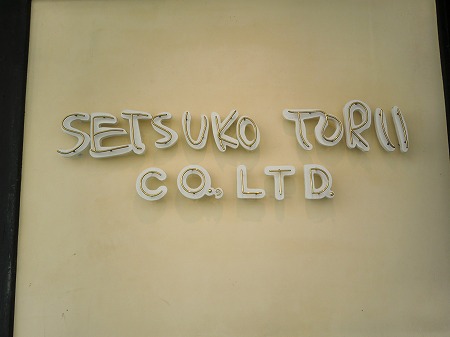 SETSUKO TORII
CO., LTD.